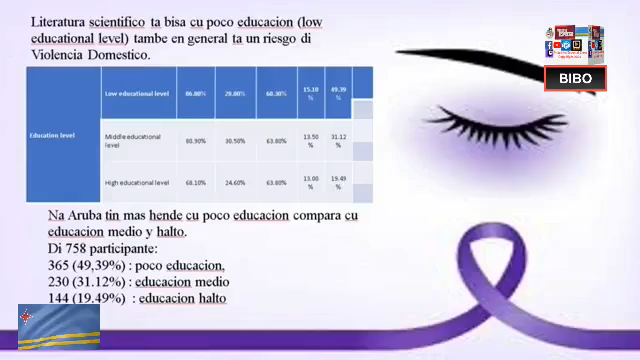 Literatura scientifico ta bisa cu poco educacion (low
educational level) tambe en general ta un riesgo di
Violencia Domestico.
BIBO
Education level
Low educational level 86.80% 28.80% 60.30% 15.10 % 49.39 %
Middle educational level 80.90% 30.50% 63.80% 13.50 % 31.12 %
High educational level 68.10% 24.60% 63.80% 13.00 % 19.49 %
Na Aruba tin mas hende cu poco educacion compara cu
educacion medio y halto.
Di 758 participante:
365 (49,39%) : poco educacion,
230 (31.12%) : educacion medio
144 (19.49%) : educacion halto